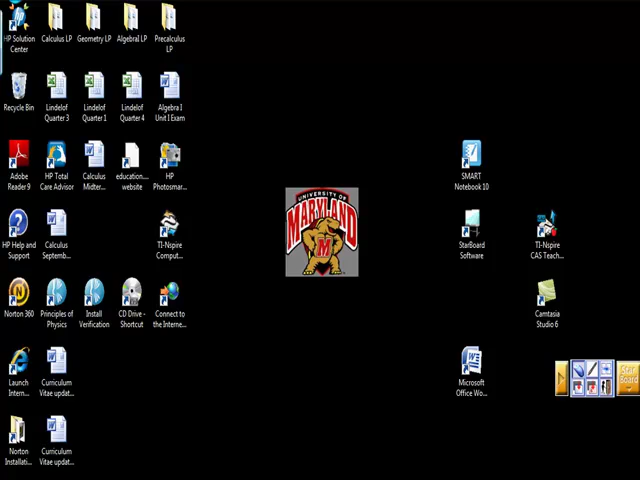 HP Solution
Center
Calculus LP
Geometry LP
Algebra LP
Precalculus
LP
Recycle Bin
Lindelof
Quarter 3
Lindelof
Quarter 1
Lindelof
Quarter 4
Algebra I
Unit I Exam
Adobe
Reader 9
HP Total
Care Advisor
Calculus
Midter...
education....
website
HP
Photosmar...
SMART
Notebook 10
UNIVERSITY OF
MARYLAND
M
HP Help and
Support
Calculus
Septemb...
TI-Nspire
Comput...
StarBoard
Software
TI-Nspire
CAS Teach...
Norton 360
Principles of
Physics
Install
Verification
CD Drive -
Shortcut
Connect to
the Interne...
Camtasia
Studio 6
Launch
Intern...
Curriculum
Vitae updat...
Microsoft
Office Wo...
Star
Board
Norton
Installati...
Curriculum
Vitae updat...